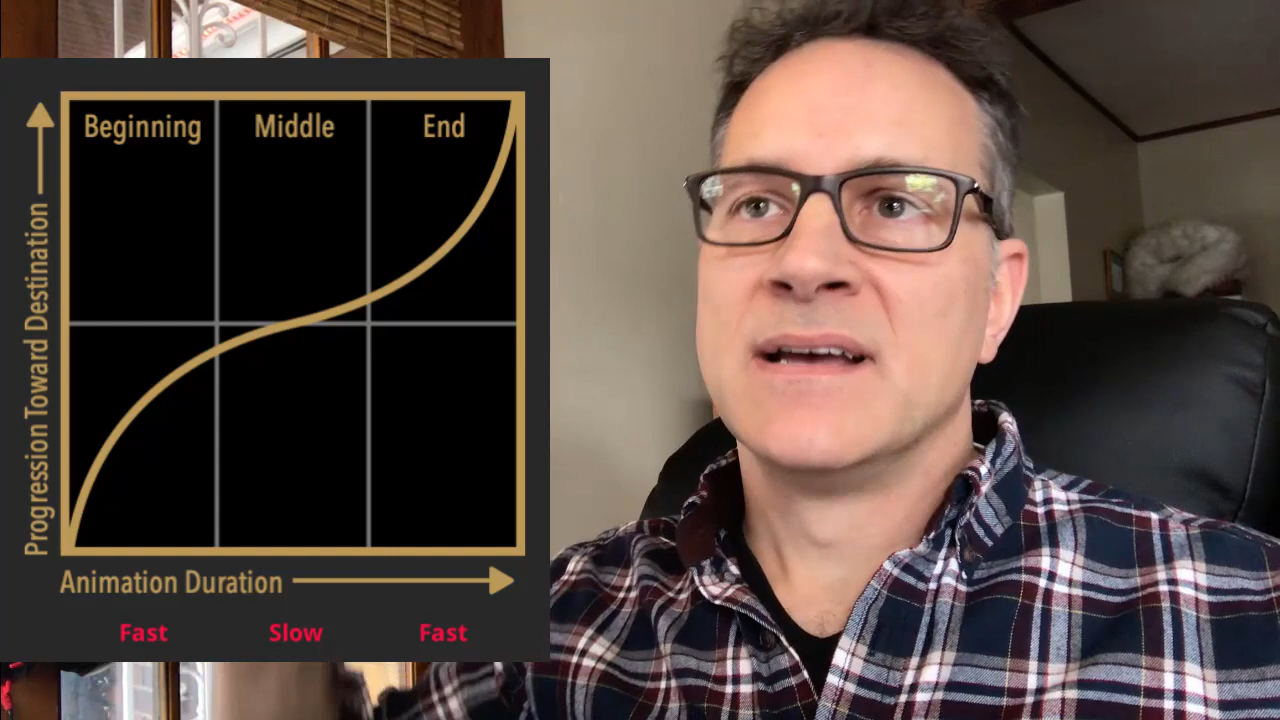 Beginning
Middle
End
Progression Toward Destination
Animation Duration
Fast
Slow
Fast